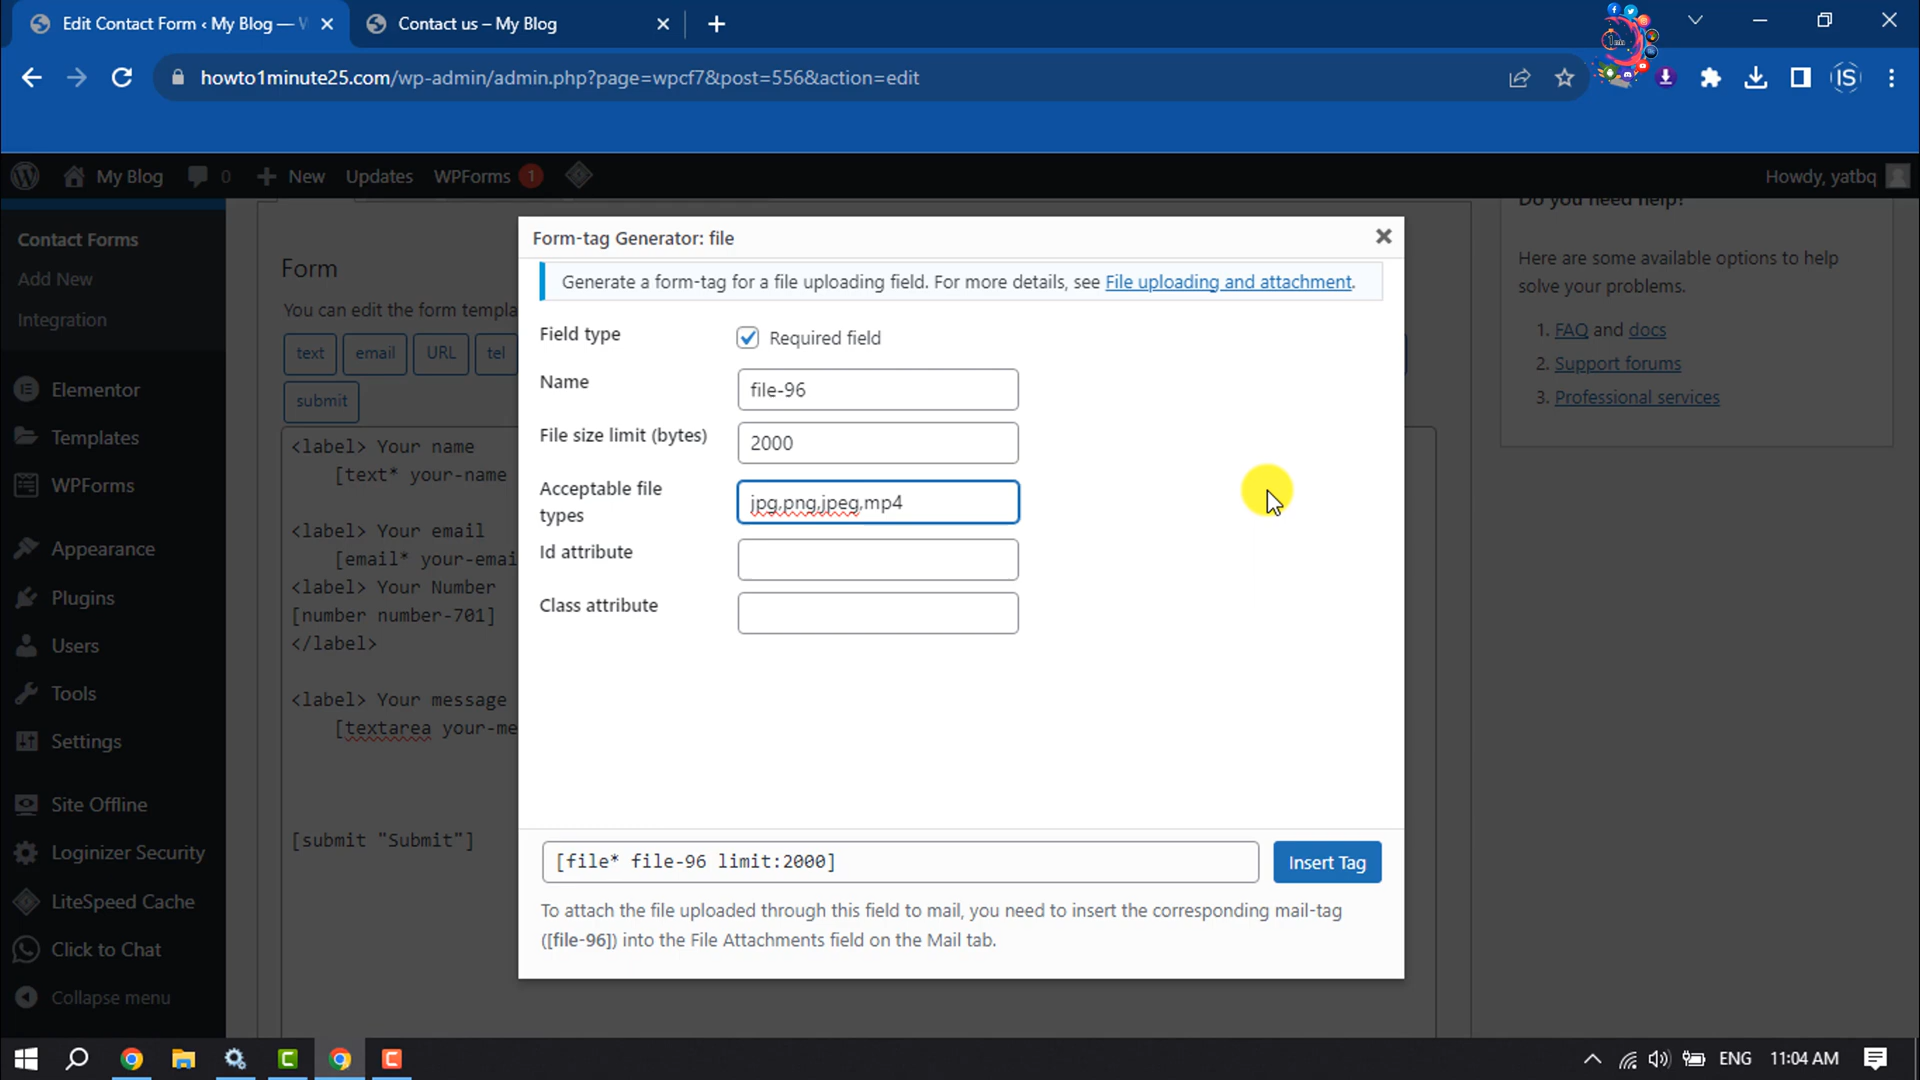 Edit Contact Form ‹ My Blog — W
Contact us – My Blog
howto1minute25.com/wp-admin/admin.php?page=wpcf7&post=556&action=edit
IS
My Blog
0
New
Updates
WPForms 1
Howdy, yatbq
Contact Forms
Add New
Integration
Elementor
Templates
WPForms
Appearance
Plugins
Users
Tools
Settings
Site Offline
Loginizer Security
LiteSpeed Cache
Click to Chat
Collapse menu
Form
You can edit the form templa
text
email
URL
tel
submit
<label> Your name
[text* your-name
<label> Your email
[email* your-emai
<label> Your Number
[number number-701]
</label>
<label> Your message
[textarea your-me
[submit "Submit"]
Form-tag Generator: file
Generate a form-tag for a file uploading field. For more details, see File uploading and attachment.
Field type
Required field
Name
file-96
File size limit (bytes)
2000
Acceptable file
types
jpg,png,jpeg,mp4
Id attribute
Class attribute
[file* file-96 limit:2000]
Insert Tag
To attach the file uploaded through this field to mail, you need to insert the corresponding mail-tag
([file-96]) into the File Attachments field on the Mail tab.
Do you need help?
Here are some available options to help
solve your problems.
1. FAQ and docs
2. Support forums
3. Professional services
ENG
11:04 AM